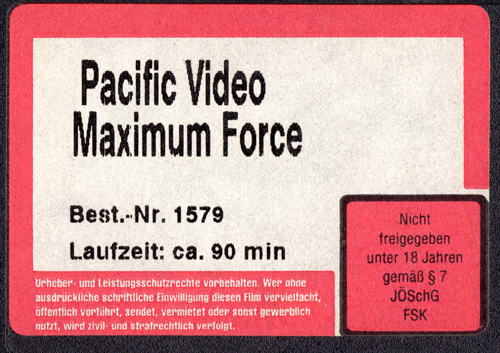 Pacific Video
Maximum Force
Best.-Nr. 1579
Laufzeit: ca. 90 min
Urheber- und Leistungsschutzrechte vorbehalten. Wer ohne
ausdrückliche schriftliche Einwilligung diesen Film vervielfacht,
öffentlich vorführt, sendet, vermietet oder sonst gewerblich
nutzt, wird zivil- und strafrechtlich verfolgt.
Nicht
freigegeben
unter 18 Jahren
gemäß § 7
JÖSchG
FSK